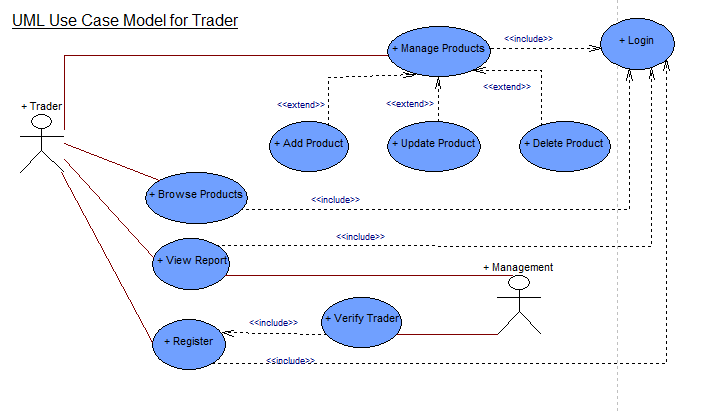 UML Use Case Model for Trader
+ Manage Products
<<include>>
+ Login
<<extend>>
<<extend>>
<<extend>>
+ Trader
+ Add Product
+ Update Product
+ Delete Product
+ Browse Products
<<include>>
<<include>>
+ View Report
+ Management
<<include>>
+ Verify Trader
+ Register
<<include>>